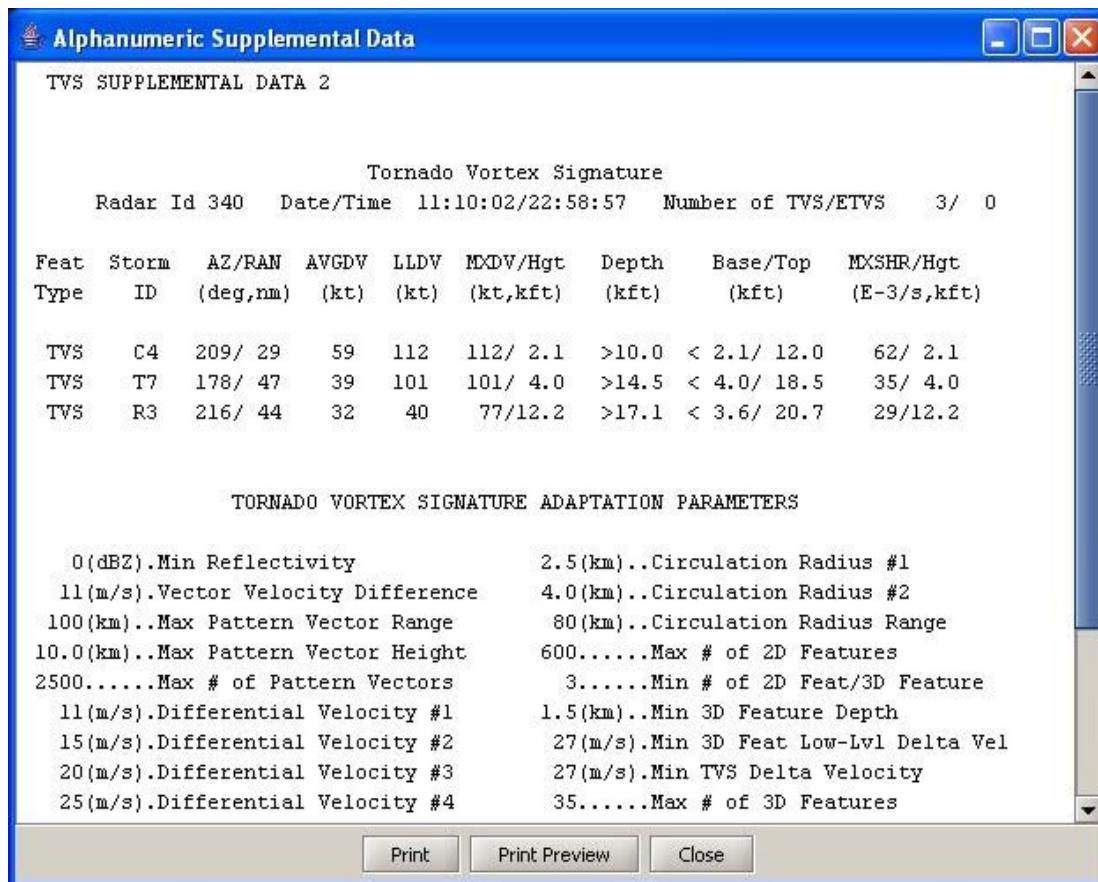 Alphanumeric Supplemental Data
TVS SUPPLEMENTAL DATA 2
Tornado Vortex Signature
Radar Id 340 Date/Time 11:10:02/22:58:57 Number of TVS/ETVS 3/ 0
Feat Storm AZ/RAN AVGDV LLDV MXDV/Hgt Depth Base/Top MXSHR/Hgt
Type ID (deg,nm) (kt) (kt) (kt,kft) (kft) (kft) (E-3/s,kft)
TVS C4 209/ 29 59 112 112/ 2.1 >10.0 < 2.1/ 12.0 62/ 2.1
TVS T7 178/ 47 39 101 101/ 4.0 >14.5 < 4.0/ 18.5 35/ 4.0
TVS R3 216/ 44 32 40 77/12.2 >17.1 < 3.6/ 20.7 29/12.2
TORNADO VORTEX SIGNATURE ADAPTATION PARAMETERS
0(dBZ).Min Reflectivity 2.5(km)..Circulation Radius #1
11(m/s).Vector Velocity Difference 4.0(km)..Circulation Radius #2
100(km)..Max Pattern Vector Range 80(km)..Circulation Radius Range
10.0(km)..Max Pattern Vector Height 600......Max # of 2D Features
2500......Max # of Pattern Vectors 3......Min # of 2D Feat/3D Feature
11(m/s).Differential Velocity #1 1.5(km)..Min 3D Feature Depth
15(m/s).Differential Velocity #2 27(m/s).Min 3D Feat Low-Lvl Delta Vel
20(m/s).Differential Velocity #3 27(m/s).Min TVS Delta Velocity
25(m/s).Differential Velocity #4 35......Max # of 3D Features
Print Print Preview Close